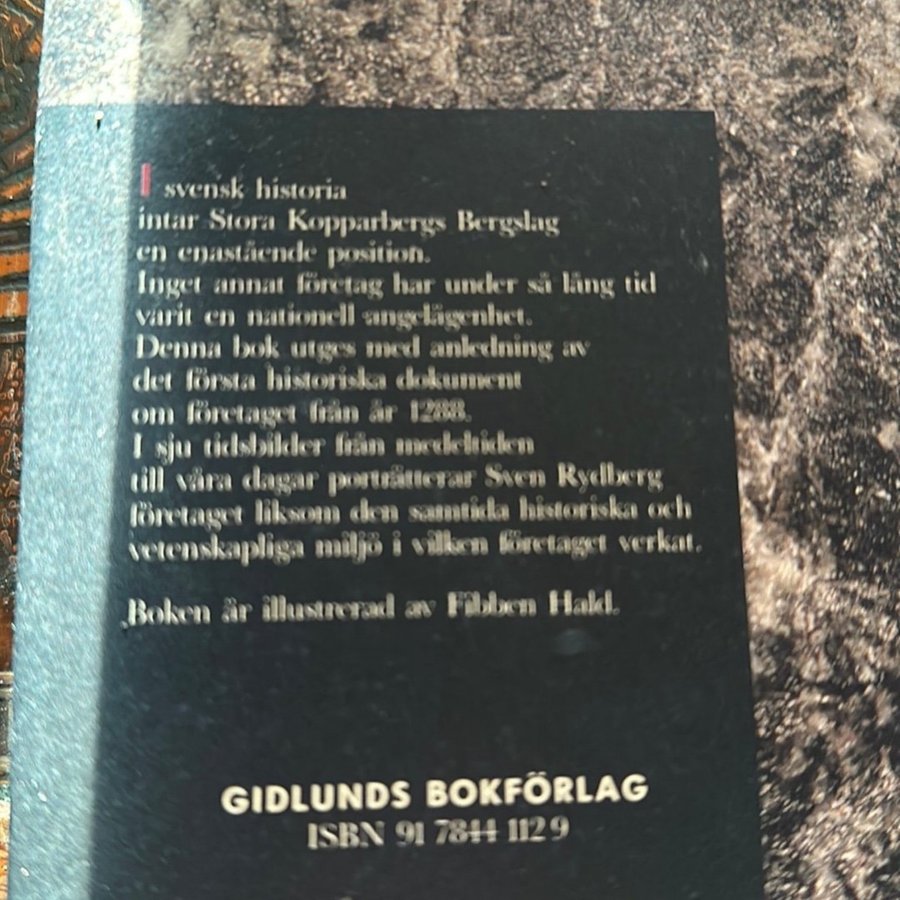 I svensk historia
intar Stora Kopparbergs Bergslag
en enastående position.
Inget annat företag har under så lång tid
varit en nationell angelägenhet.
Denna bok utges med anledning av
det första historiska dokument
om företaget från år 1288.
I sju tidsbilder från medeltiden
till våra dagar porträtterar Sven Rydberg
företaget liksom den samtida historiska och
vetenskapliga miljö i vilken företaget verkat.
Boken är illustrerad av Fibben Hald.
GIDLUNDS BOKFÖRLAG
ISBN 91 7844 112 9